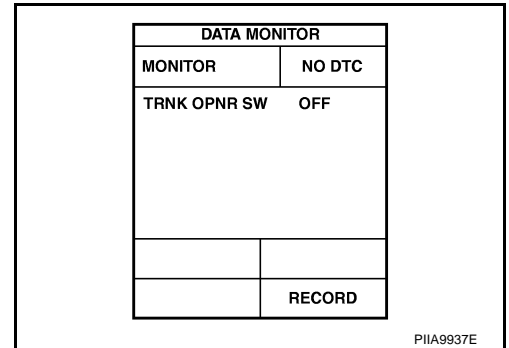 DATA MONITOR
MONITOR NO DTC
TRNK OPNR SW OFF
RECORD
PIIA9937E